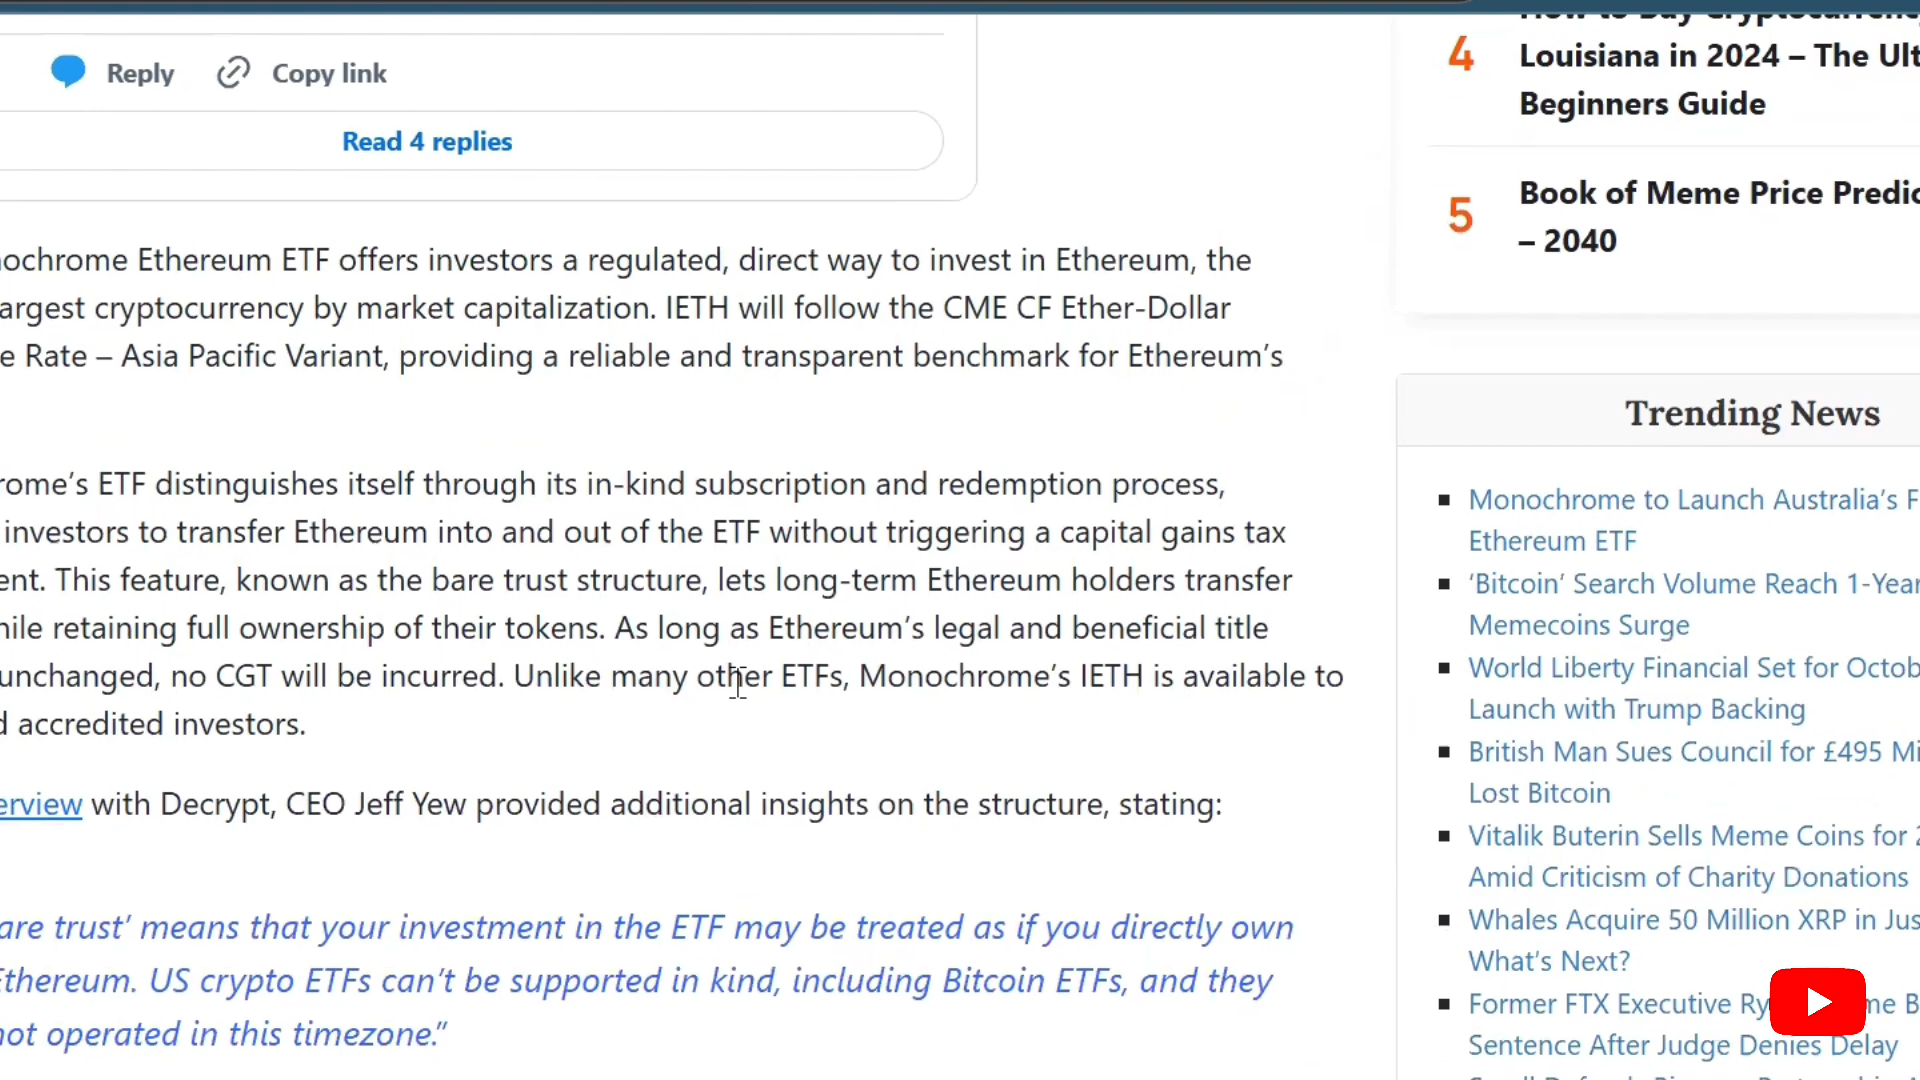 Reply Copy link
Read 4 replies
ochrome Ethereum ETF offers investors a regulated, direct way to invest in Ethereum, the
argest cryptocurrency by market capitalization. IETH will follow the CME CF Ether-Dollar
e Rate – Asia Pacific Variant, providing a reliable and transparent benchmark for Ethereum’s
rome’s ETF distinguishes itself through its in-kind subscription and redemption process,
investors to transfer Ethereum into and out of the ETF without triggering a capital gains tax
ent. This feature, known as the bare trust structure, lets long-term Ethereum holders transfer
hile retaining full ownership of their tokens. As long as Ethereum’s legal and beneficial title
unchanged, no CGT will be incurred. Unlike many other ETFs, Monochrome’s IETH is available to
d accredited investors.
erview with Decrypt, CEO Jeff Yew provided additional insights on the structure, stating:
are trust’ means that your investment in the ETF may be treated as if you directly own
Ethereum. US crypto ETFs can’t be supported in kind, including Bitcoin ETFs, and they
not operated in this timezone.”
How to Buy Cryptocurrency
4 Louisiana in 2024 – The Ult
Beginners Guide
5 Book of Meme Price Predic
– 2040
Trending News
Monochrome to Launch Australia’s F
Ethereum ETF
‘Bitcoin’ Search Volume Reach 1-Year
Memecoins Surge
World Liberty Financial Set for Octob
Launch with Trump Backing
British Man Sues Council for £495 Mi
Lost Bitcoin
Vitalik Buterin Sells Meme Coins for 2
Amid Criticism of Charity Donations
Whales Acquire 50 Million XRP in Jus
What’s Next?
Former FTX Executive Ry me B
Sentence After Judge Denies Delay